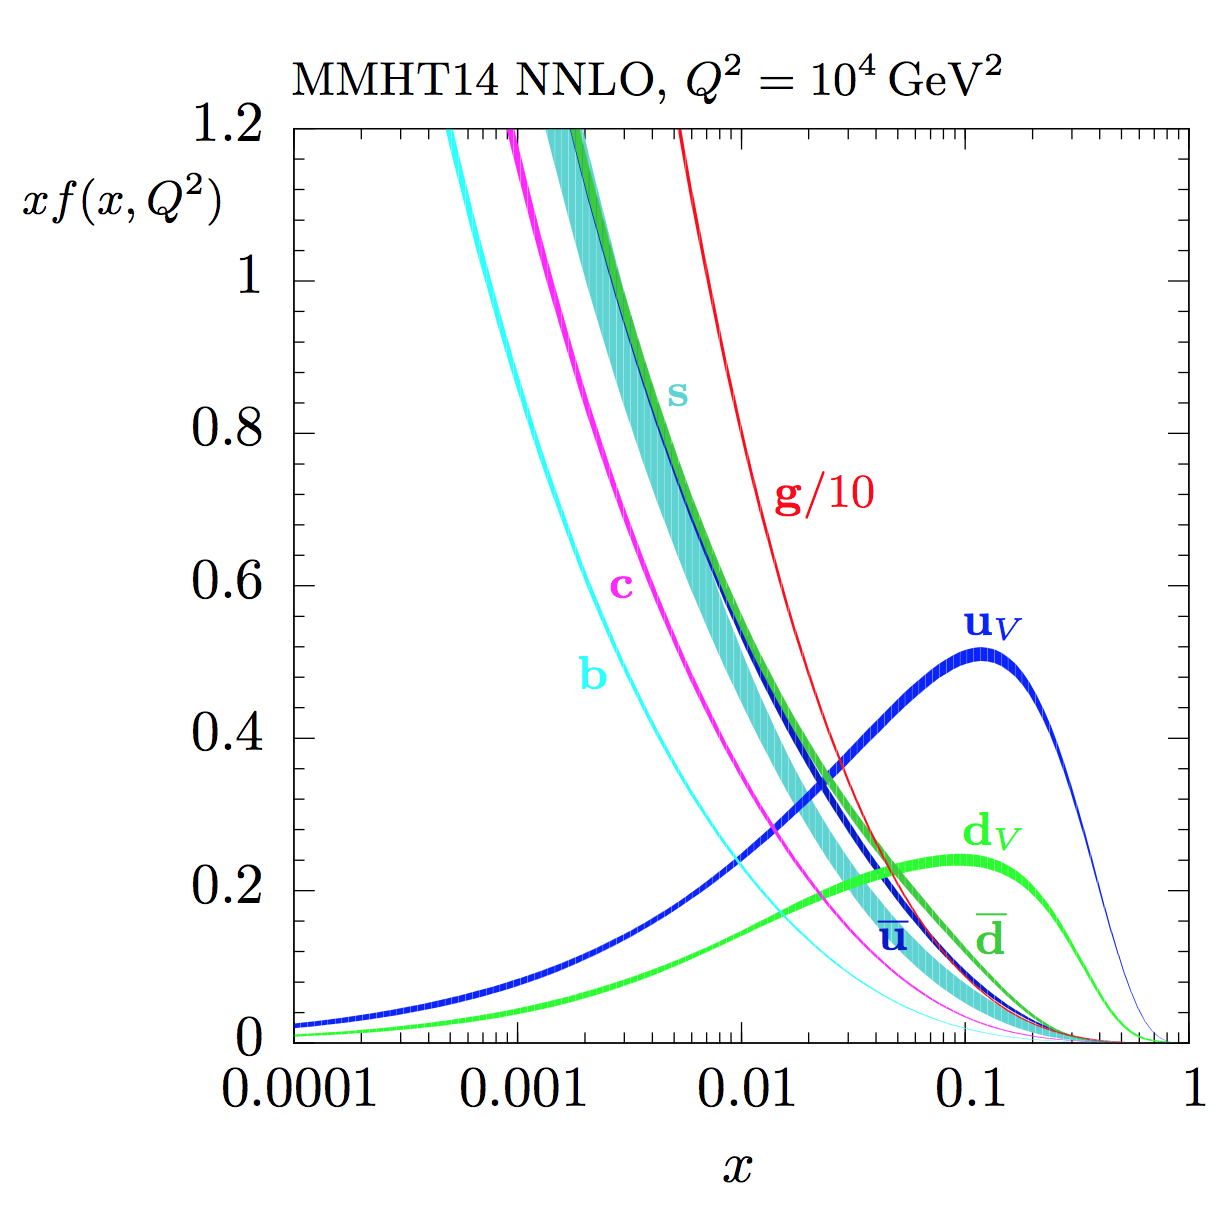 MMHT14 NNLO, Q² = 10⁴ GeV²
1.2
xf(x, Q²)
1
0.8
0.6
0.4
0.2
0
s
g/10
c
b
u_V
d_V
u̅
d̅
0.0001 0.001 0.01 0.1 1
x